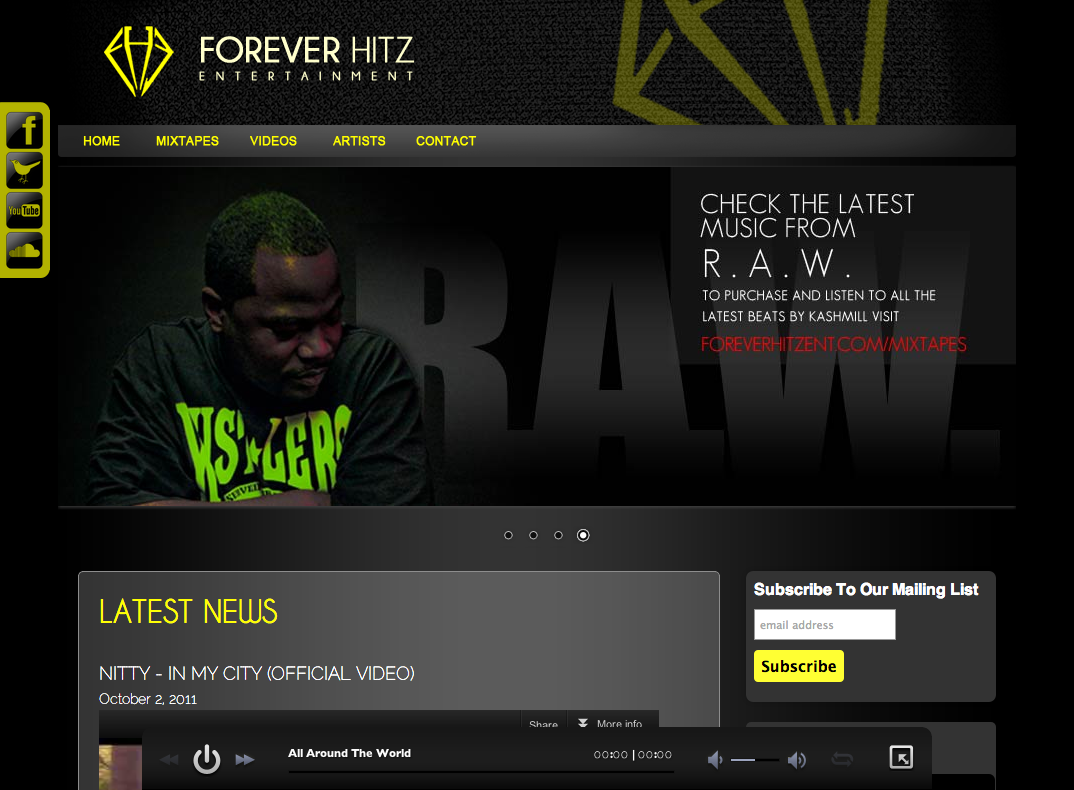 FOREVER HITZ
ENTERTAINMENT
f
HOME MIXTAPES VIDEOS ARTISTS CONTACT
You Tube
R.A.W.
CHECK THE LATEST
MUSIC FROM
R.A.W.
TO PURCHASE AND LISTEN TO ALL THE
LATEST BEATS BY KASHMILL VISIT
FOREVERHITZENT.COM/MIXTAPES
LATEST NEWS
NITTY - IN MY CITY (OFFICIAL VIDEO)
October 2, 2011
Share More info
Subscribe To Our Mailing List
email address
Subscribe
All Around The World
00:00 | 00:00